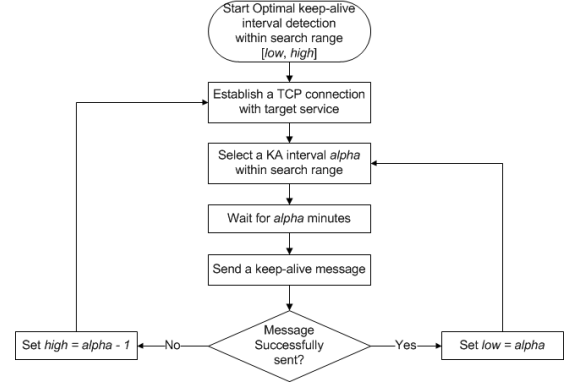 Start Optimal keep-alive
interval detection
within search range
[low, high]
Establish a TCP connection
with target service
Select a KA interval alpha
within search range
Wait for alpha minutes
Send a keep-alive message
Message
Successfully
sent?
No
Yes
Set high = alpha - 1
Set low = alpha